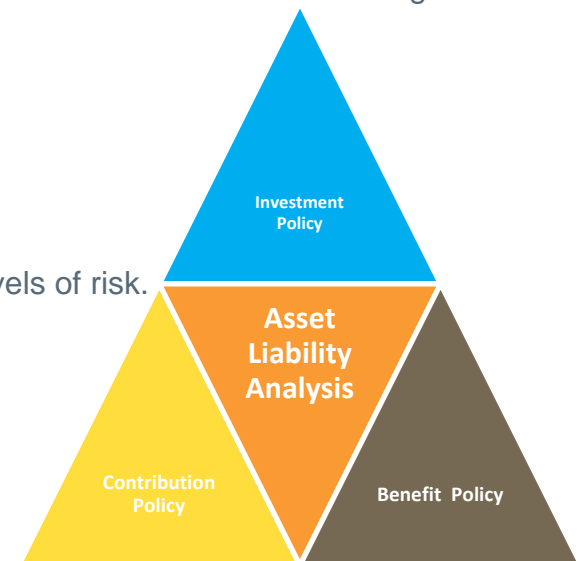 Investment
Policy
vels of risk.
Asset
Liability
Analysis
Contribution
Policy
Benefit Policy